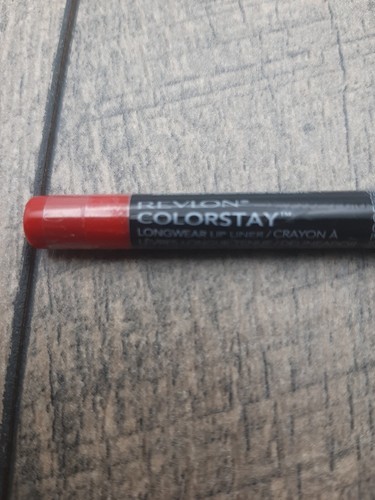 REVLON®
COLORSTAY™
LONGWEAR LIP LINER / CRAYON À